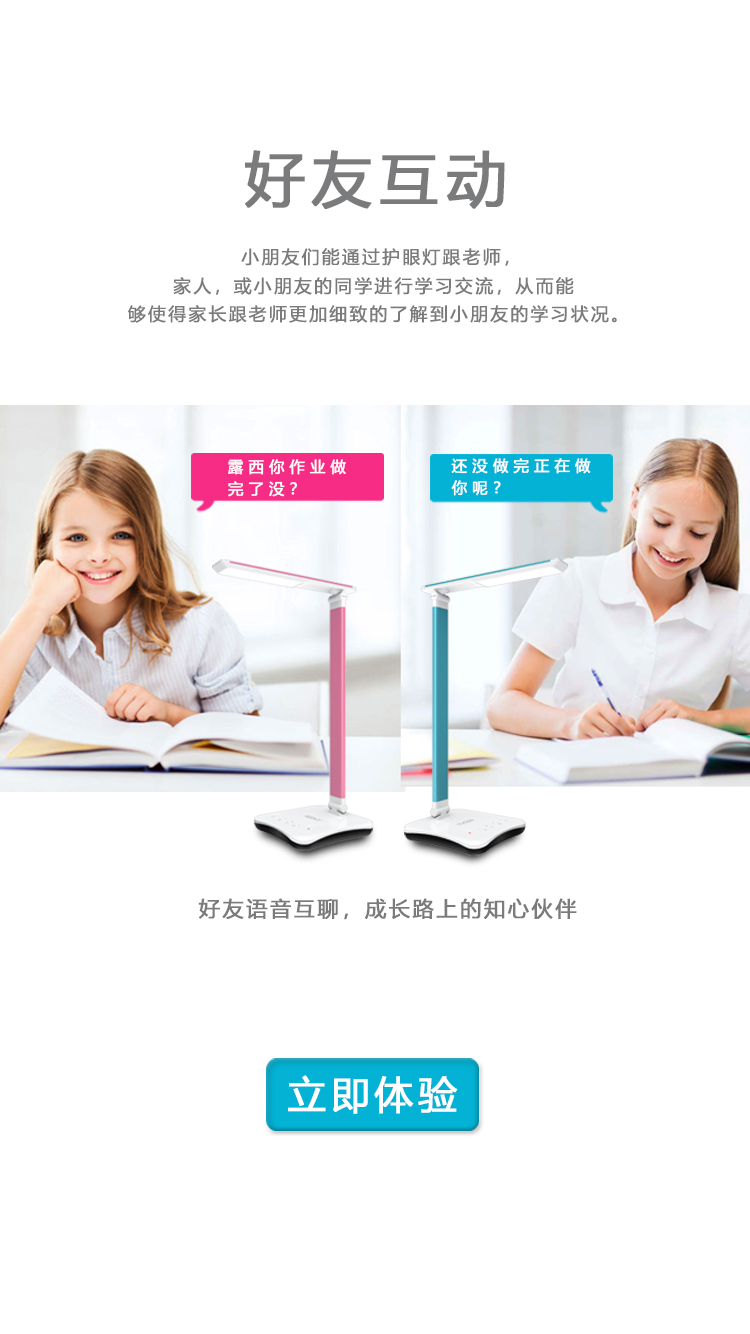 好友互动
小朋友们能通过护眼灯跟老师，
家人，或小朋友的同学进行学习交流，从而能
够使得家长跟老师更加细致的了解到小朋友的学习状况。
露西你作业做
完了没？
还没做完正在做
你呢？
好友语音互聊，成长路上的知心伙伴
立即体验